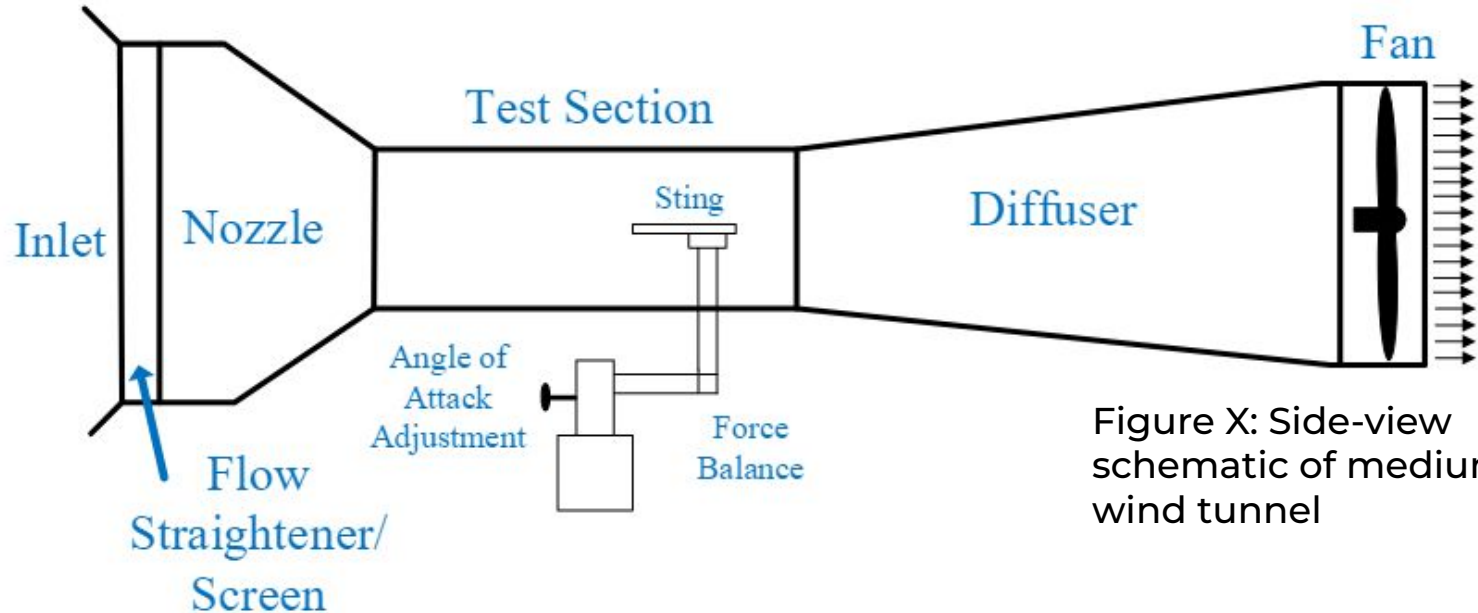 Fan
Test Section
Sting
Inlet
Nozzle
Diffuser
Angle of
Attack
Adjustment
Force
Balance
Flow
Straightener/
Screen
Figure X: Side-view
schematic of
wind tunnel